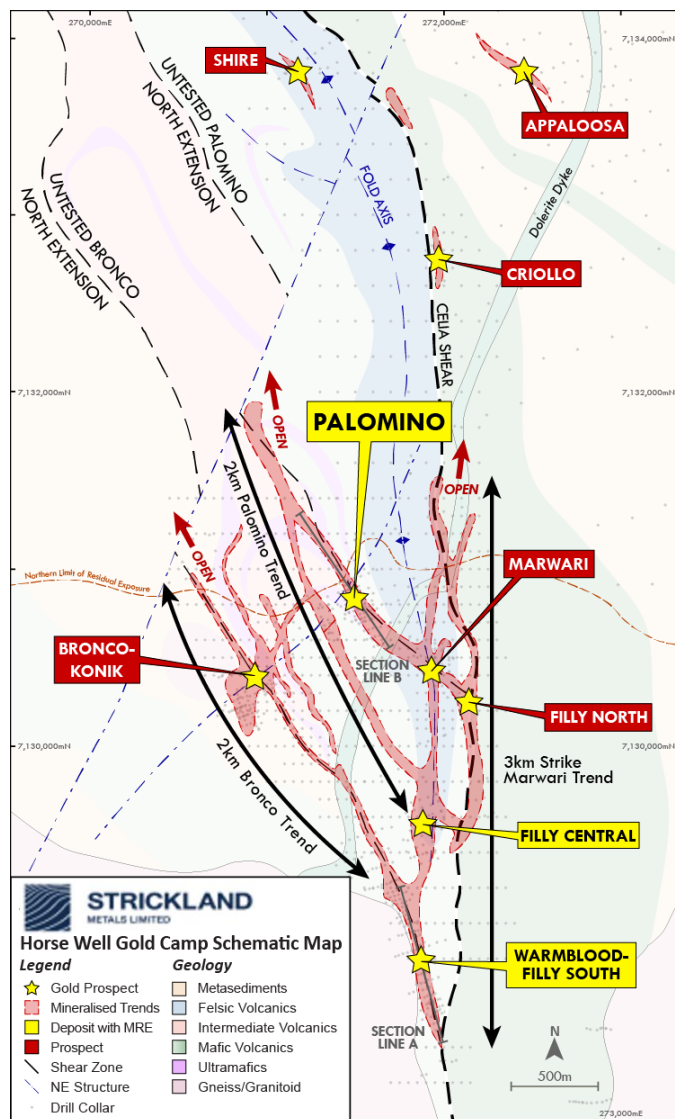 270,000mE
272,000mE
7,134,000mN
SHIRE
APPALOOSA
UNTESTED PALOMINO
NORTH EXTENSION
UNTESTED BRONCO
NORTH EXTENSION
FOLD AXIS
Dolerite Dyke
CRIOLLO
CELIA SHEAR
7,132,000mN
7,132,000mN
OPEN
PALOMINO
2km Palomino Trend
OPEN
OPEN
Northern Limit of Residual Exposure
MARWARI
BRONCO-
KONIK
SECTION
LINE B
FILLY NORTH
7,130,000mN
7,130,000mN
3km Strike
Marwari Trend
2km Bronco Trend
FILLY CENTRAL
STRICKLAND
METALS LIMITED
Horse Well Gold Camp Schematic Map
Legend
Gold Prospect
Mineralised Trends
Deposit with MRE
Prospect
Shear Zone
NE Structure
Drill Collar
Geology
Metasediments
Felsic Volcanics
Intermediate Volcanics
Mafic Volcanics
Ultramafics
Gneiss/Granitoid
WARMBLOOD-
FILLY SOUTH
SECTION
LINE A
N
500m
273,000mE